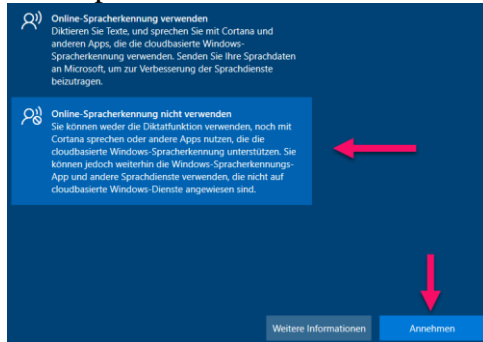 Online-Spracherkennung verwenden
Diktieren Sie Texte, und sprechen Sie mit Cortana und
anderen Apps, die die cloudbasierte Windows-
Spracherkennung verwenden. Senden Sie Ihre Sprachdaten
an Microsoft, um zur Verbesserung der Sprachdienste
beizutragen.
Online-Spracherkennung nicht verwenden
Sie können weder die Diktatfunktion verwenden, noch mit
Cortana sprechen oder andere Apps nutzen, die die
cloudbasierte Windows-Spracherkennung unterstützen. Sie
können jedoch weiterhin die Windows-Spracherkennungs-
App und andere Sprachdienste verwenden, die nicht auf
cloudbasierte Windows-Dienste angewiesen sind.
Weitere Informationen
Annehmen